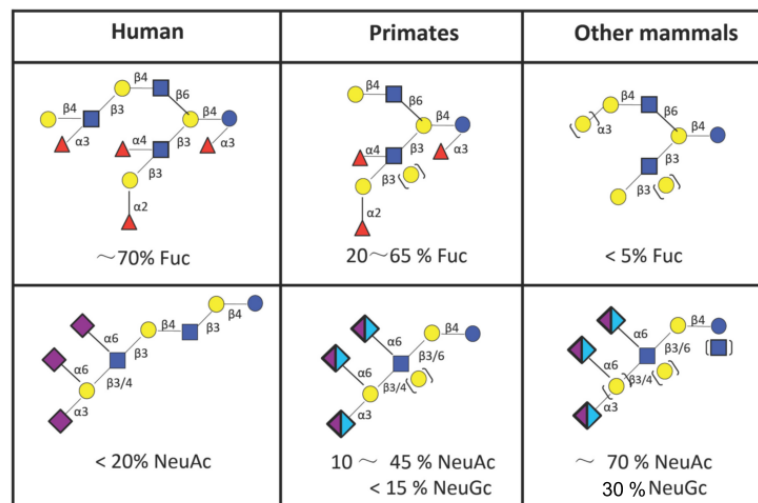 Human
Primates
Other mammals
β4
β6
β4
β3
β4
α3
α4
β3
α3
β3
α2
~70% Fuc
β4
β6
β4
α4
β3
α3
β3
α2
20~65 % Fuc
β4
α3
β6
β4
β3
β3
< 5% Fuc
β4
β4
β3
α6
β3
α6
β3/4
α3
< 20% NeuAc
β4
α6
β3/6
α6
β3/4
α3
10 ~ 45 % NeuAc
< 15 % NeuGc
β4
α6
β3/6
α6
β3/4
α3
~ 70 % NeuAc
30 % NeuGc